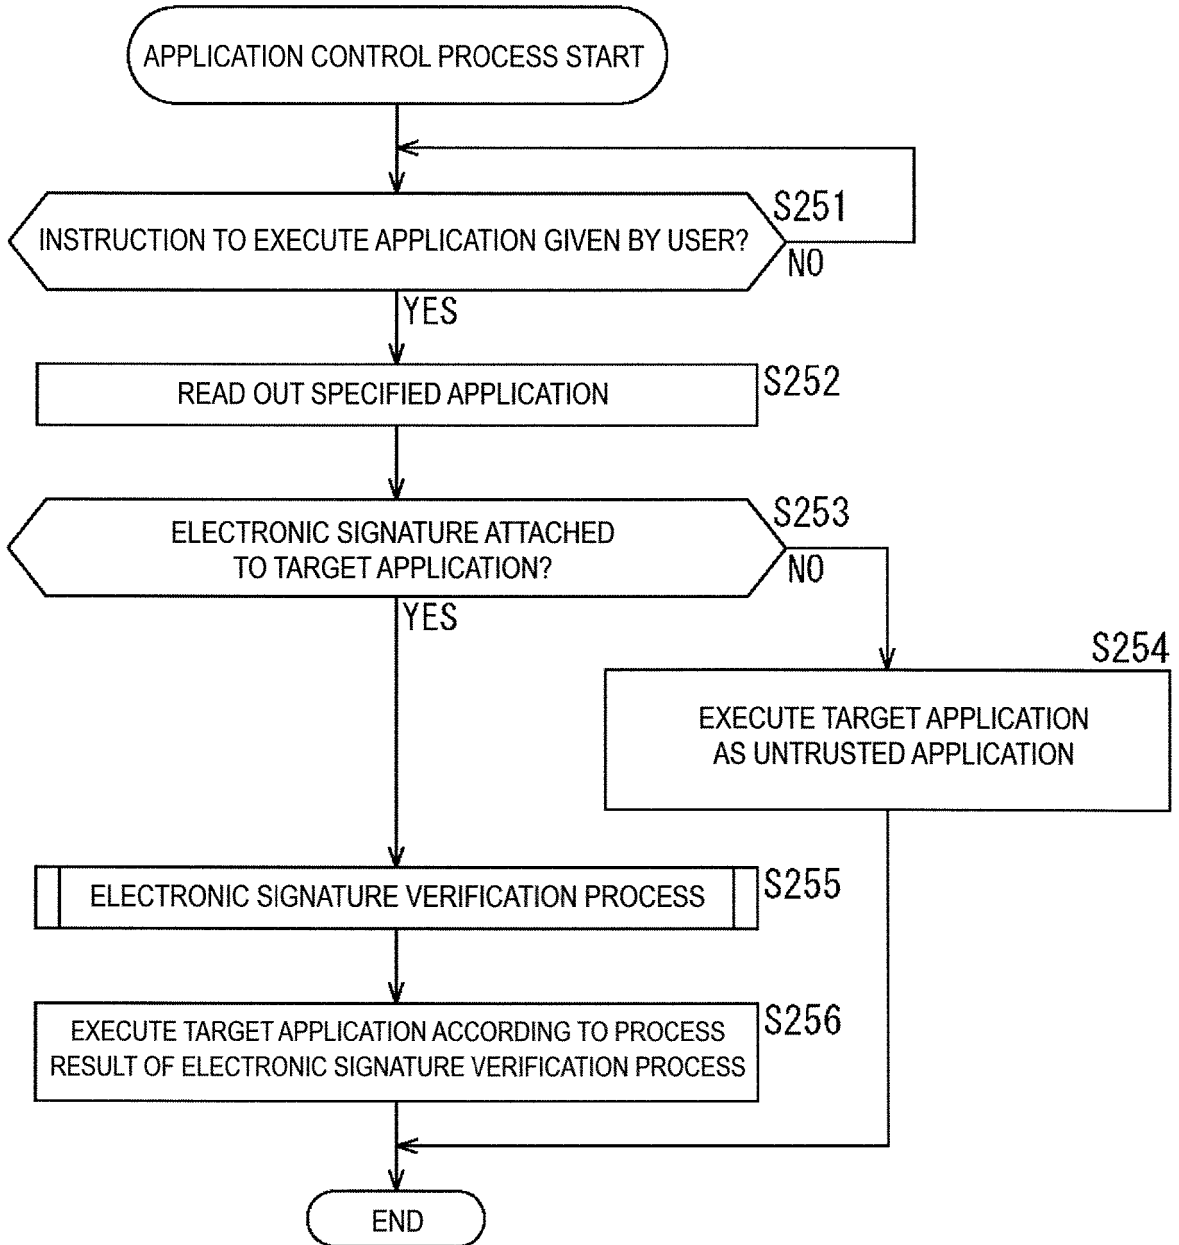 APPLICATION CONTROL PROCESS START
S251
INSTRUCTION TO EXECUTE APPLICATION GIVEN BY USER?
NO
YES
S252
READ OUT SPECIFIED APPLICATION
S253
ELECTRONIC SIGNATURE ATTACHED
TO TARGET APPLICATION?
NO
YES
S254
EXECUTE TARGET APPLICATION
AS UNTRUSTED APPLICATION
S255
ELECTRONIC SIGNATURE VERIFICATION PROCESS
S256
EXECUTE TARGET APPLICATION ACCORDING TO PROCESS
RESULT OF ELECTRONIC SIGNATURE VERIFICATION PROCESS
END